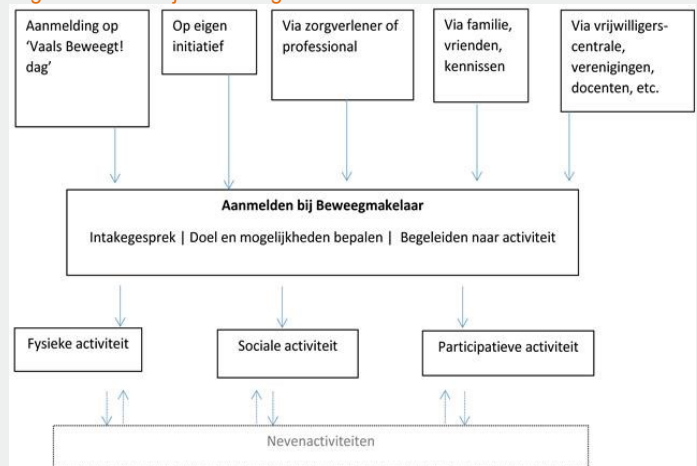 Aanmelding op
‘Vaals Beweegt!
dag’
Op eigen
initiatief
Via zorgverlener of
professional
Via familie,
vrienden,
kennissen
Via vrijwilligers-
centrale,
verenigingen,
docenten, etc.
Aanmelden bij Beweegmakelaar
Intakegesprek | Doel en mogelijkheden bepalen | Begeleiden naar activiteit
Fysieke activiteit
Sociale activiteit
Participatieve activiteit
Nevenactiviteiten